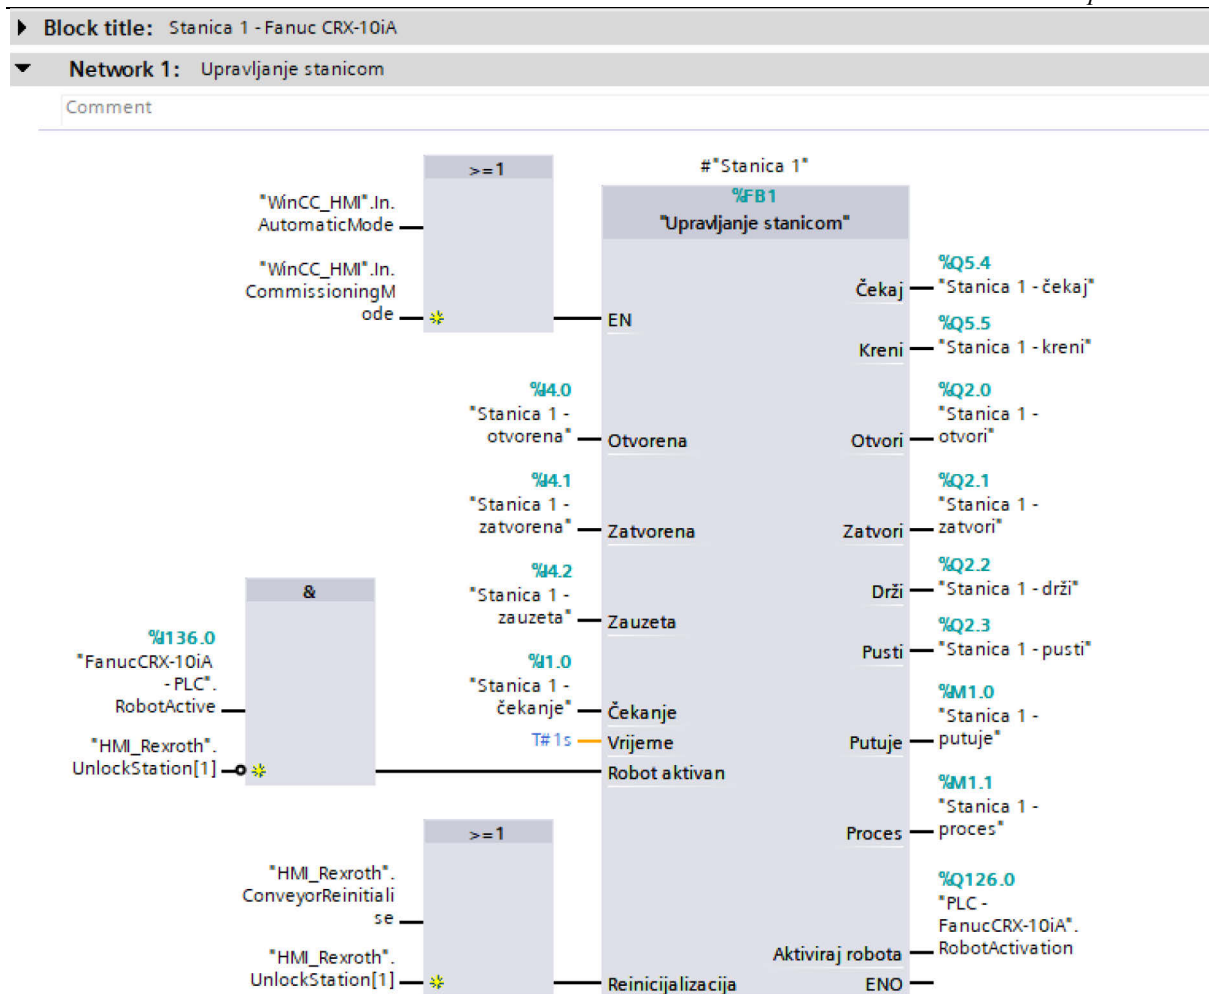 Block title: Stanica 1 - Fanuc CRX-10iA
Network 1: Upravljanje stanicom
Comment
>=1
"WinCC_HMI".In.
AutomaticMode
"WinCC_HMI".In.
CommissioningM
ode
#"Stanica 1"
%FB1
"Upravljanje stanicom"
EN
%I4.0
"Stanica 1 -
otvorena"
Otvorena
%I4.1
"Stanica 1 -
zatvorena"
Zatvorena
%I4.2
"Stanica 1 -
zauzeta"
Zauzeta
%I1.0
"Stanica 1 -
čekanje"
Čekanje
T#1s
Vrijeme
&
%I136.0
"FanucCRX-10iA
- PLC".
RobotActive
"HMI_Rexroth".
UnlockStation[1]
Robot aktivan
>=1
"HMI_Rexroth".
ConveyorReinitiali
se
"HMI_Rexroth".
UnlockStation[1]
Reinicijalizacija
Čekaj
%Q5.4
"Stanica 1 - čekaj"
Kreni
%Q5.5
"Stanica 1 - kreni"
Otvori
%Q2.0
"Stanica 1 -
otvori"
Zatvori
%Q2.1
"Stanica 1 -
zatvori"
Drži
%Q2.2
"Stanica 1 - drži"
Pusti
%Q2.3
"Stanica 1 - pusti"
Putuje
%M1.0
"Stanica 1 -
putuje"
Proces
%M1.1
"Stanica 1 -
proces"
Aktiviraj robota
%Q126.0
"PLC -
FanucCRX-10iA".
RobotActivation
ENO